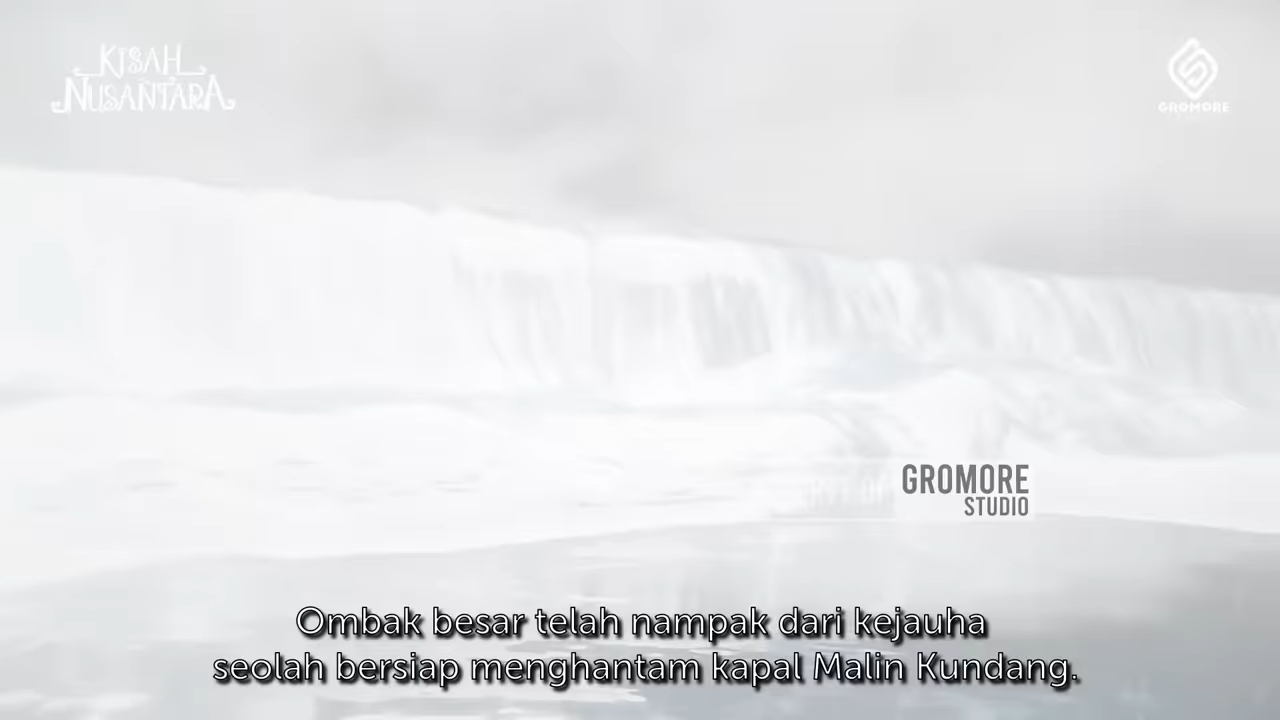 KISAH
NUSANTARA
GROMORE
GROMORE
STUDIO
Ombak besar telah nampak dari kejauha
seolah bersiap menghantam kapal Malin Kundang.